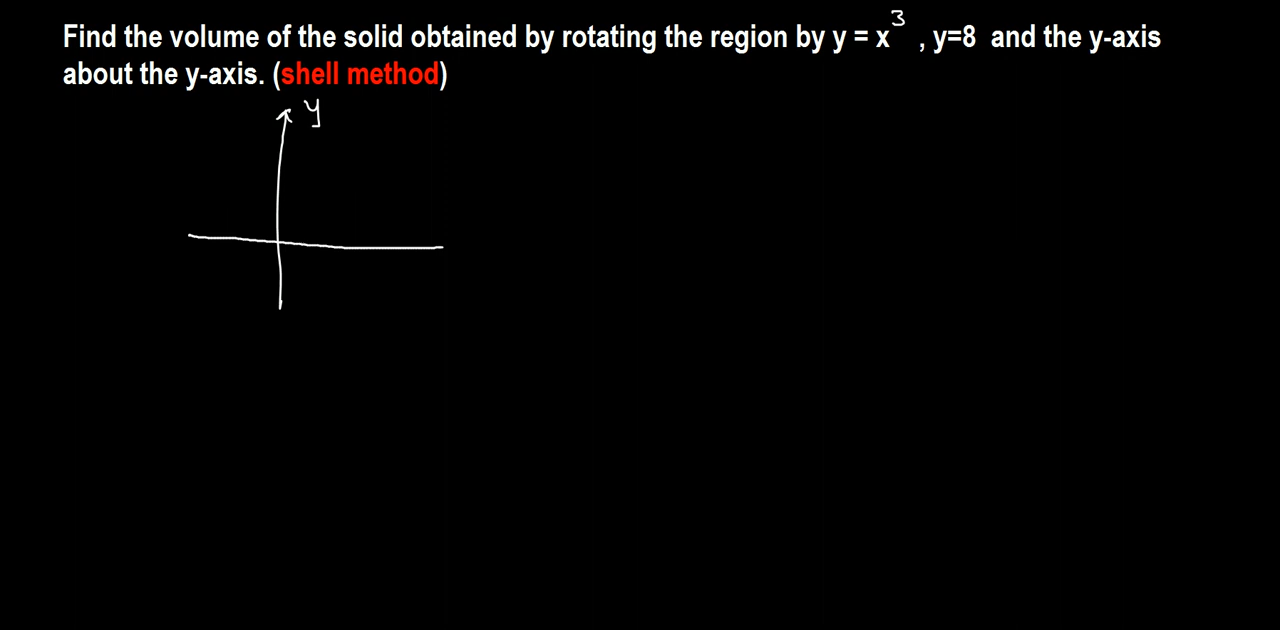 Find the volume of the solid obtained by rotating the region by y = x³ , y=8 and the y-axis
about the y-axis. (shell method)
y